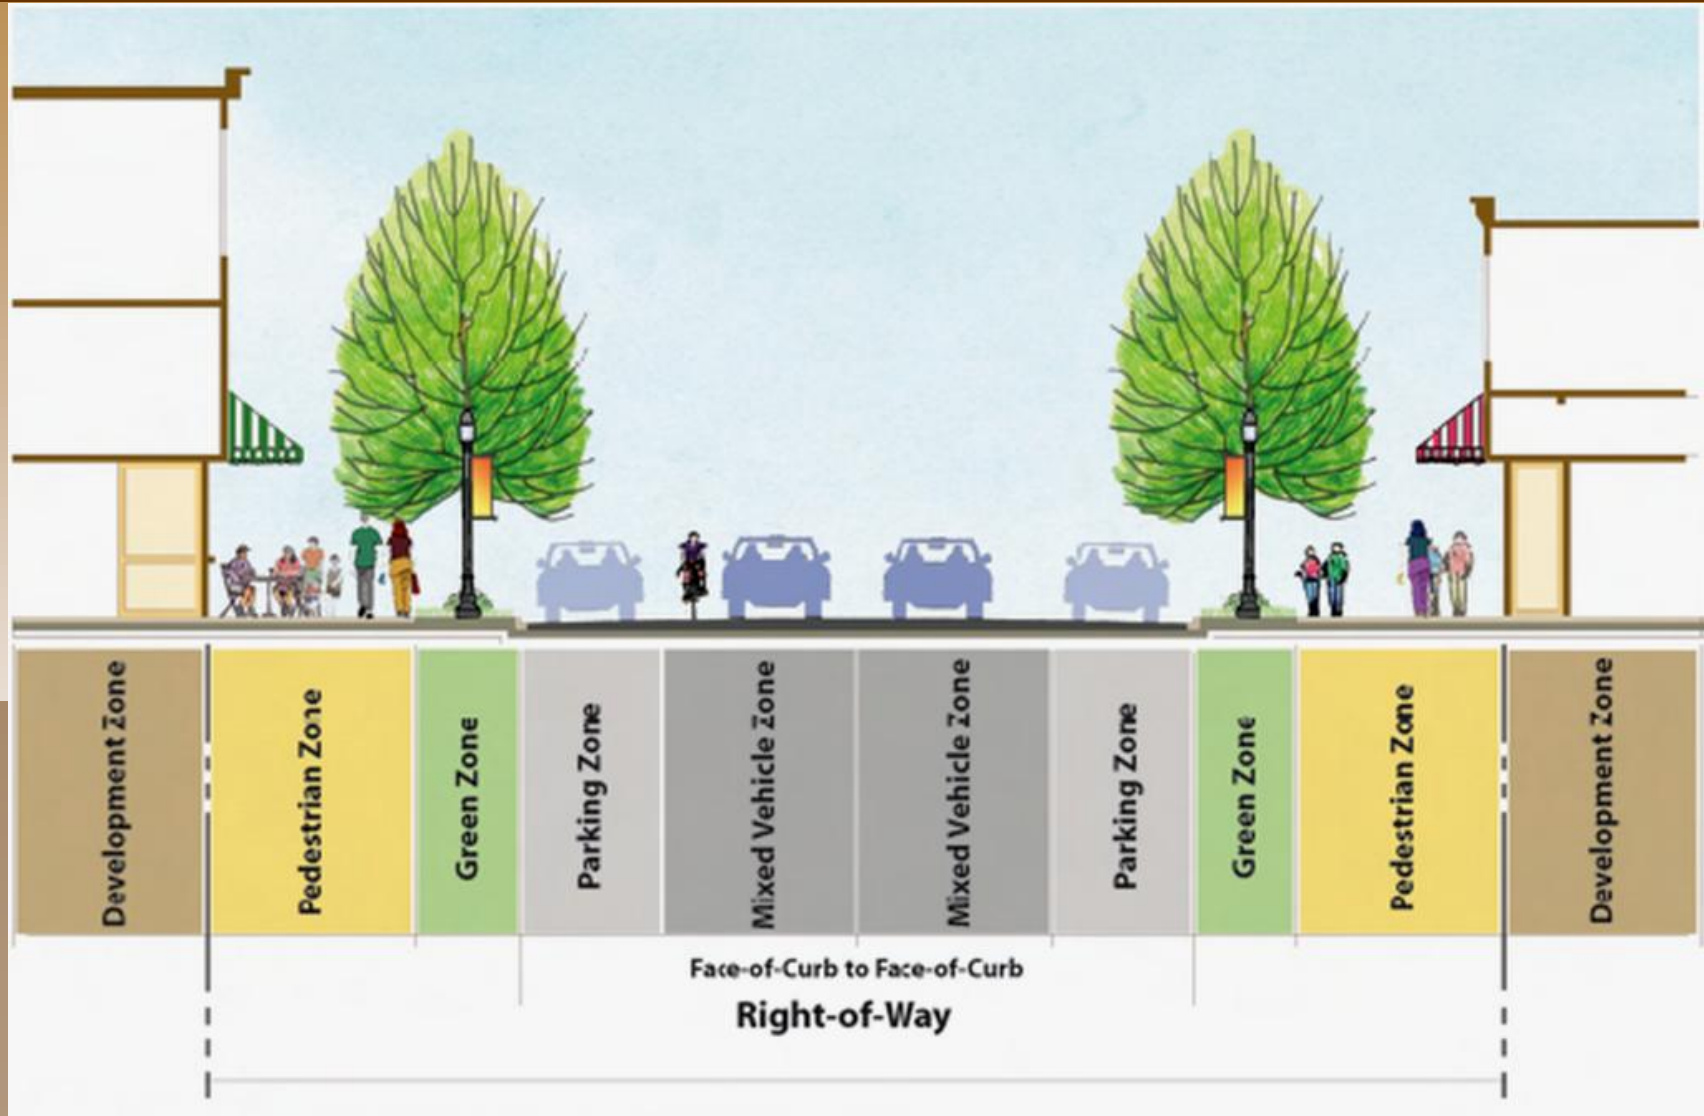 Development Zone
Pedestrian Zone
Green Zone
Parking Zone
Mixed Vehicle Zone
Mixed Vehicle Zone
Parking Zone
Green Zone
Pedestrian Zone
Development Zone
Face-of-Curb to Face-of-Curb
Right-of-Way